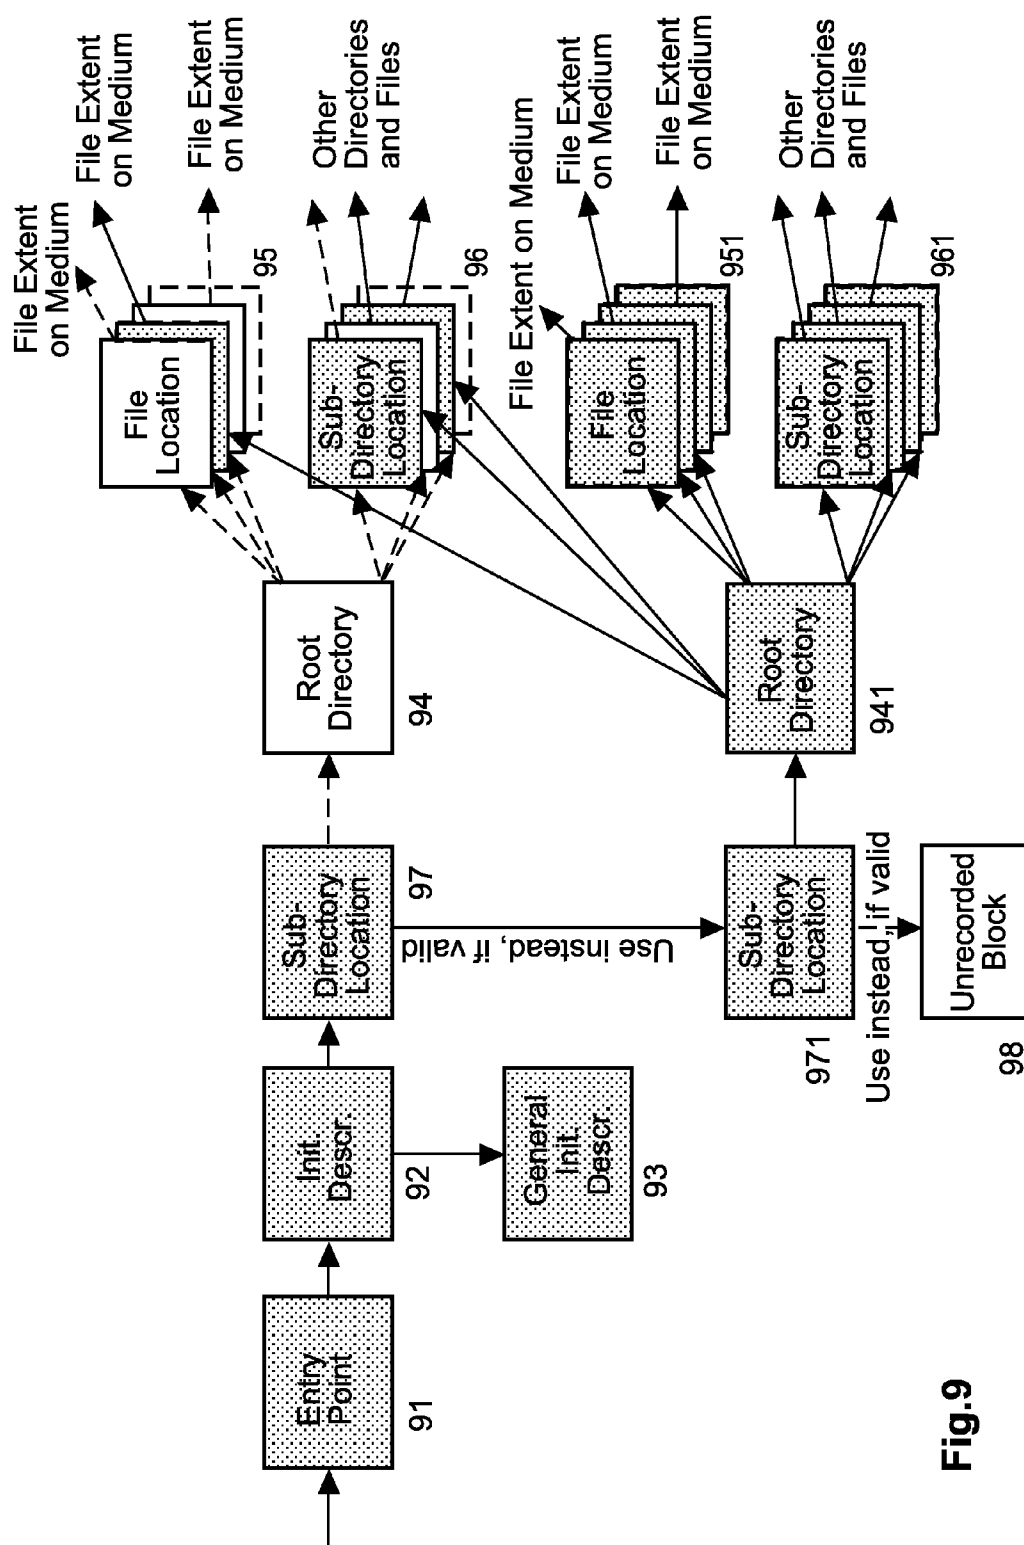 Entry
Point
91
Init.
Descr.
92
General
Init.
Descr.
93
Sub-
Directory
Location
97
Use instead, if valid
Root
Directory
94
File
Location
95
File Extent
on Medium
File Extent
on Medium
File Extent
on Medium
Sub-
Directory
Location
96
Other
Directories
and Files
Sub-
Directory
Location
971
Use instead, if valid
Unrecorded
Block
98
Root
Directory
941
File
Location
951
File Extent on Medium
File Extent
on Medium
File Extent
on Medium
Sub-
Directory
Location
961
Other
Directories
and Files
Fig.9